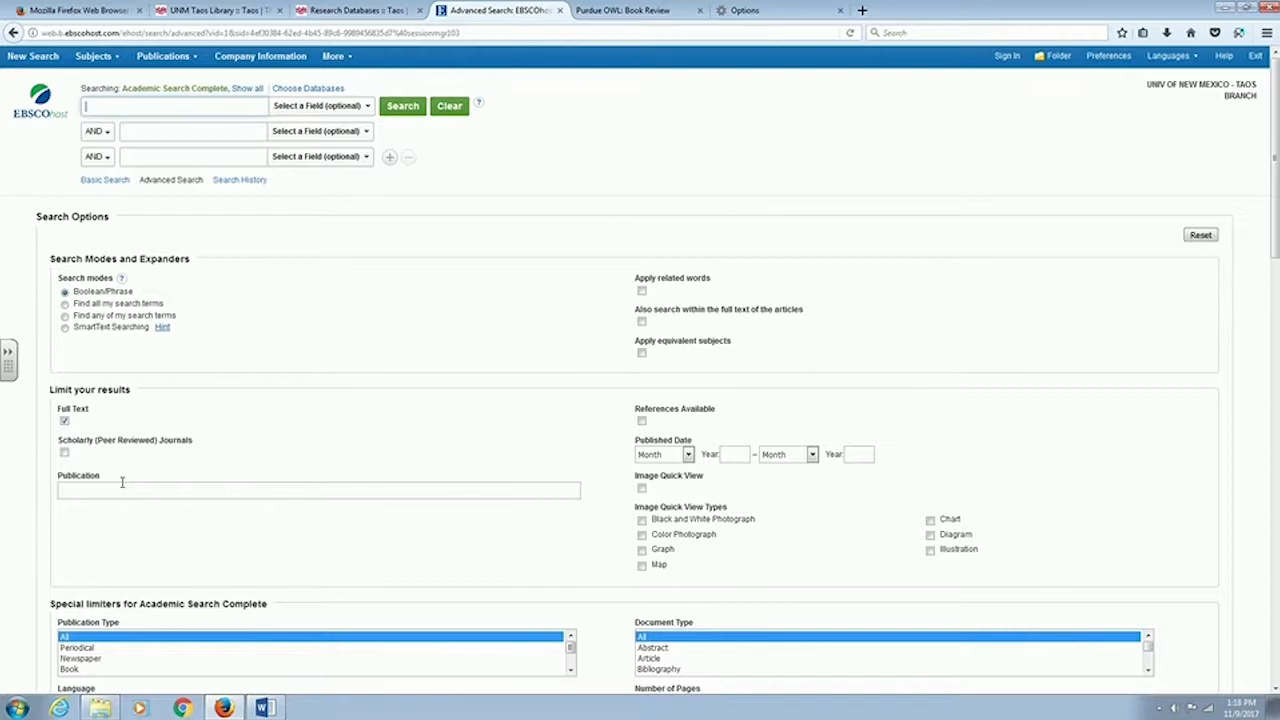 Mozilla Firefox Web Browser
UNM Taos Library :: Taos | T
Research Databases :: Taos |
Advanced Search: EBSCOhost
Purdue OWL: Book Review
Options
web.b.ebscohost.com/ehost/search/advanced?vid=1&sid=4ef30384-62ed-4b45-89c6-9989456835d7%40sessionmgr103
Search
New Search Subjects Publications Company Information More Sign In Folder Preferences Languages Help Exit
Searching: Academic Search Complete, Show all Choose Databases
UNIV OF NEW MEXICO - TAOS
BRANCH
EBSCOhost
Select a Field (optional) Search Clear ?
AND Select a Field (optional)
AND Select a Field (optional)
Basic Search Advanced Search Search History
Search Options
Reset
Search Modes and Expanders
Search modes ?
Boolean/Phrase
Find all my search terms
Find any of my search terms
SmartText Searching Hint
Apply related words
Also search within the full text of the articles
Apply equivalent subjects
Limit your results
Full Text
Scholarly (Peer Reviewed) Journals
Publication
References Available
Published Date
Month Year: – Month Year:
Image Quick View
Image Quick View Types
Black and White Photograph Chart
Color Photograph Diagram
Graph Illustration
Map
Special limiters for Academic Search Complete
Publication Type
All
Periodical
Newspaper
Book
Language
Document Type
All
Abstract
Article
Bibliography
Number of Pages
1:18 PM
11/9/2017